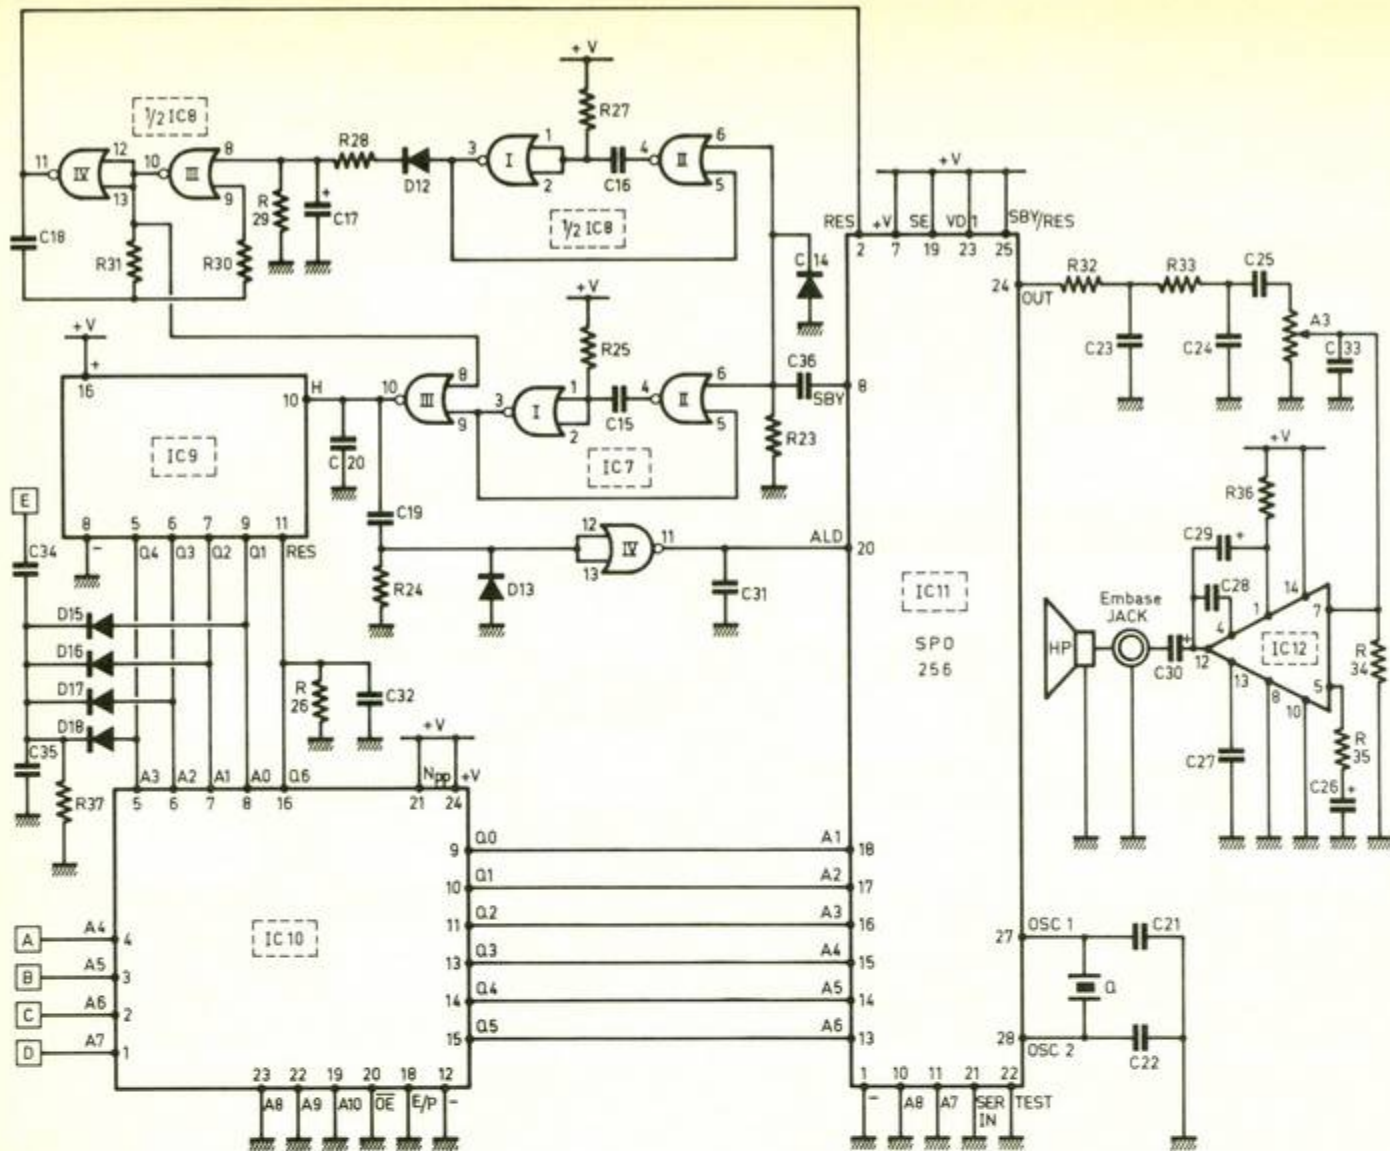 +V
1/2 IC8
R27
11
IV
12
13
10
III
8
9
R28
D12
3
I
1
2
C16
4
II
6
5
R
29
C17
+
1/2 IC8
C18
R31
R30
RES
2
+V
+V
7
SE
19
VD1
23
SBY/RES
25
C 14
24
OUT
R32
R33
C25
A3
C23
C24
C 33
+V
+
16
+V
R25
H
10
10
III
8
9
3
I
1
2
C15
4
II
6
5
C36
SBY
8
R23
IC9
C 20
IC7
E
C34
8
-
5
Q4
6
Q3
7
Q2
9
Q1
11
RES
C19
R24
D13
12
13
IV
11
ALD
20
C31
IC11
SPO
256
+V
R36
C29
+
C28
14
1
4
7
IC12
12
13
8
10
5
Embase
JACK
HP
C30
+
R
34
R
35
C27
C26
+
D15
D16
D17
D18
C35
R37
R
26
C32
+V
A3
5
A2
6
A1
7
A0
8
Q6
16
Npp
21
+V
24
9
Q0
A1
18
10
Q1
A2
17
11
Q2
A3
16
13
Q3
A4
15
14
Q4
A5
14
15
Q5
A6
13
IC10
A
A4
4
B
A5
3
C
A6
2
D
A7
1
27
OSC 1
C21
Q
28
OSC 2
C22
23
A8
22
A9
19
A10
20
OE
18
E/P
12
-
1
-
10
A8
11
A7
21
SER
IN
22
TEST